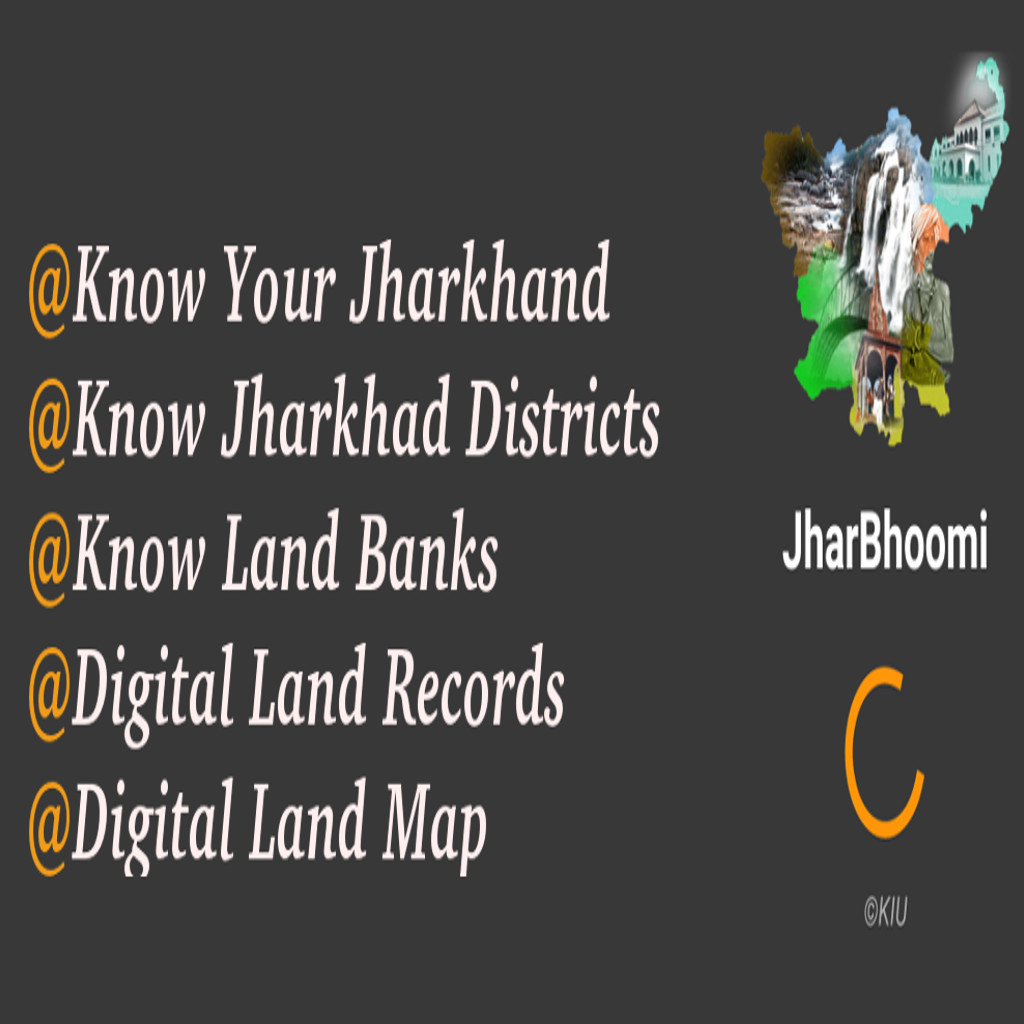 @Know Your Jharkhand
@Know Jharkhad Districts
@Know Land Banks
@Digital Land Records
@Digital Land Map
JharBhoomi
©KIU